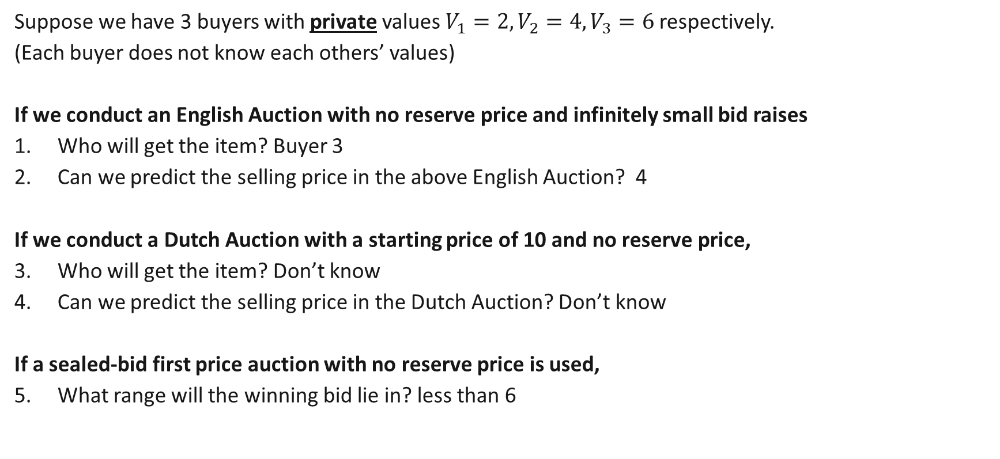 Suppose we have 3 buyers with private values V₁ = 2, V₂ = 4, V₃ = 6 respectively.
(Each buyer does not know each others’ values)
If we conduct an English Auction with no reserve price and infinitely small bid raises
1. Who will get the item? Buyer 3
2. Can we predict the selling price in the above English Auction? 4
If we conduct a Dutch Auction with a starting price of 10 and no reserve price,
3. Who will get the item? Don’t know
4. Can we predict the selling price in the Dutch Auction? Don’t know
If a sealed-bid first price auction with no reserve price is used,
5. What range will the winning bid lie in? less than 6